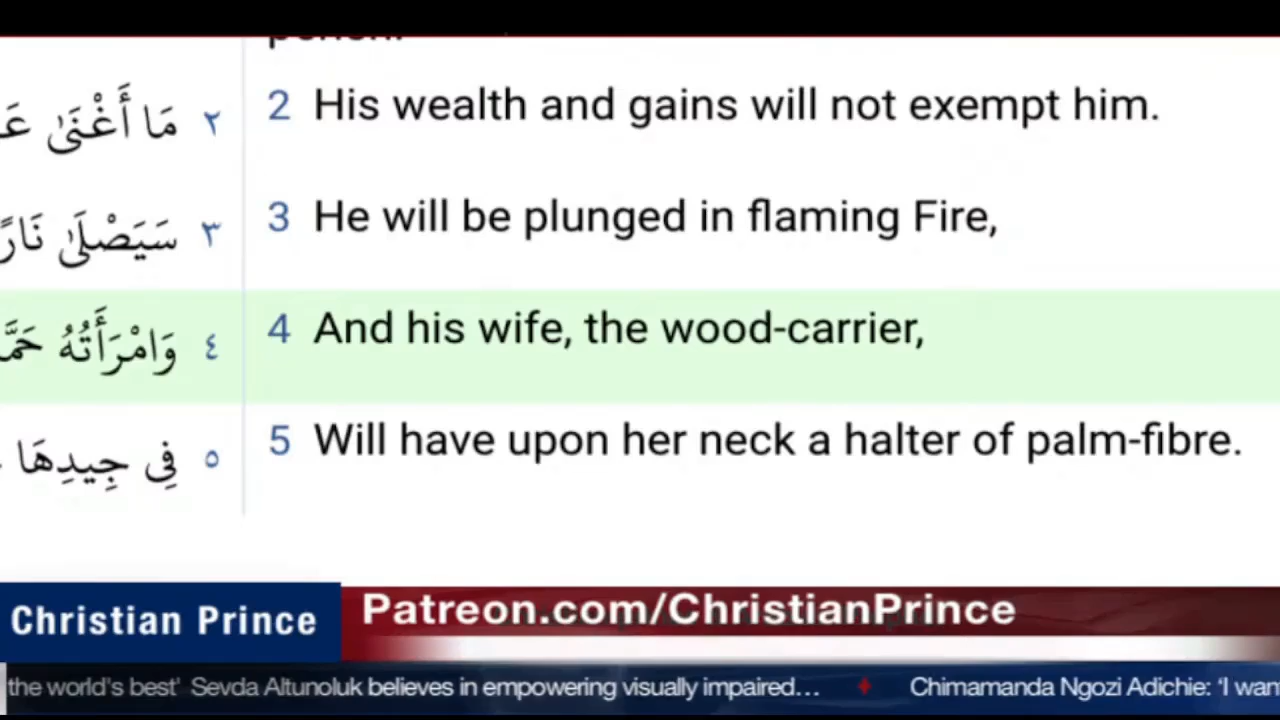 2 His wealth and gains will not exempt him.
مَا أَغْنَىٰ ٢
3 He will be plunged in flaming Fire,
سَيَصْلَىٰ ٣
4 And his wife, the wood-carrier,
وَامْرَأَتُهُ ٤
5 Will have upon her neck a halter of palm-fibre.
فِي جِيدِهَا ٥
Christian Prince
Patreon.com/ChristianPrince
the world's best' Sevda Altunoluk believes in empowering visually impaired... Chimamanda Ngozi Adichie: 'I wan